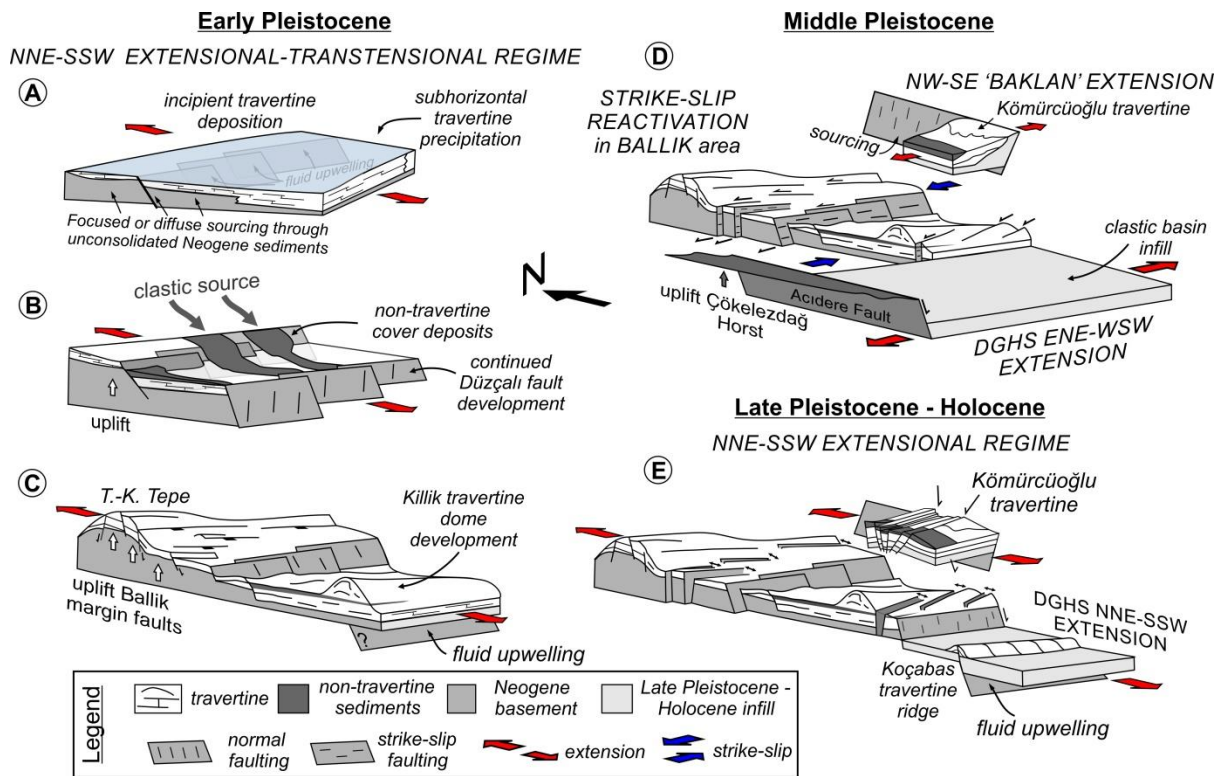 Early Pleistocene
NNE-SSW EXTENSIONAL-TRANSTENSIONAL REGIME
A
incipient travertine
deposition
subhorizontal
travertine
precipitation
fluid upwelling
Focused or diffuse sourcing through
unconsolidated Neogene sediments
B
clastic source
non-travertine
cover deposits
continued
Düzçalı fault
development
uplift
N
C
T.-K. Tepe
Killik travertine
dome
development
uplift Ballik
margin faults
?
fluid upwelling
Middle Pleistocene
D
STRIKE-SLIP
REACTIVATION
in BALLIK area
NW-SE ‘BAKLAN’ EXTENSION
Kömürcüoğlu travertine
sourcing
clastic basin
infill
uplift Çökelezdağ
Horst
Acıdere Fault
DGHS ENE-WSW
EXTENSION
Late Pleistocene - Holocene
NNE-SSW EXTENSIONAL REGIME
E
Kömürcüoğlu
travertine
DGHS NNE-SSW
EXTENSION
Koçabas
travertine
ridge
fluid upwelling
Legend
travertine
non-travertine
sediments
Neogene
basement
Late Pleistocene -
Holocene infill
normal
faulting
strike-slip
faulting
extension
strike-slip